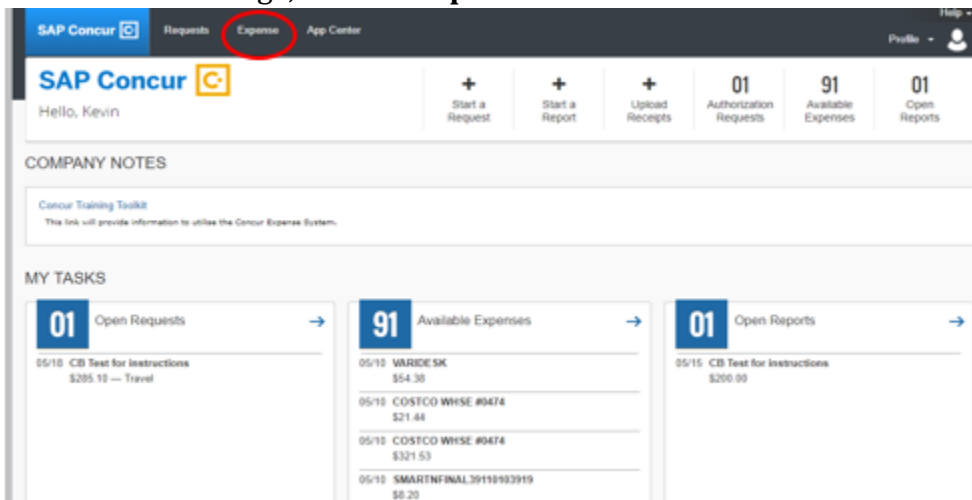 SAP Concur C Requests Expense App Center Help
Profile
SAP Concur C
Hello, Kevin
+ Start a Request
+ Start a Report
+ Upload Receipts
01 Authorization Requests
91 Available Expenses
01 Open Reports
COMPANY NOTES
Concur Training Toolkit
This link will provide information to utilise the Concur Expense System.
MY TASKS
01 Open Requests
05/18 CB Test for instructions
$285.10 — Travel
91 Available Expenses
05/10 VARIDESK
$54.38
05/10 COSTCO WHSE #0474
$21.44
05/10 COSTCO WHSE #0474
$321.53
05/10 SMARTNFINAL39110103919
$8.20
01 Open Reports
05/15 CB Test for instructions
$200.00